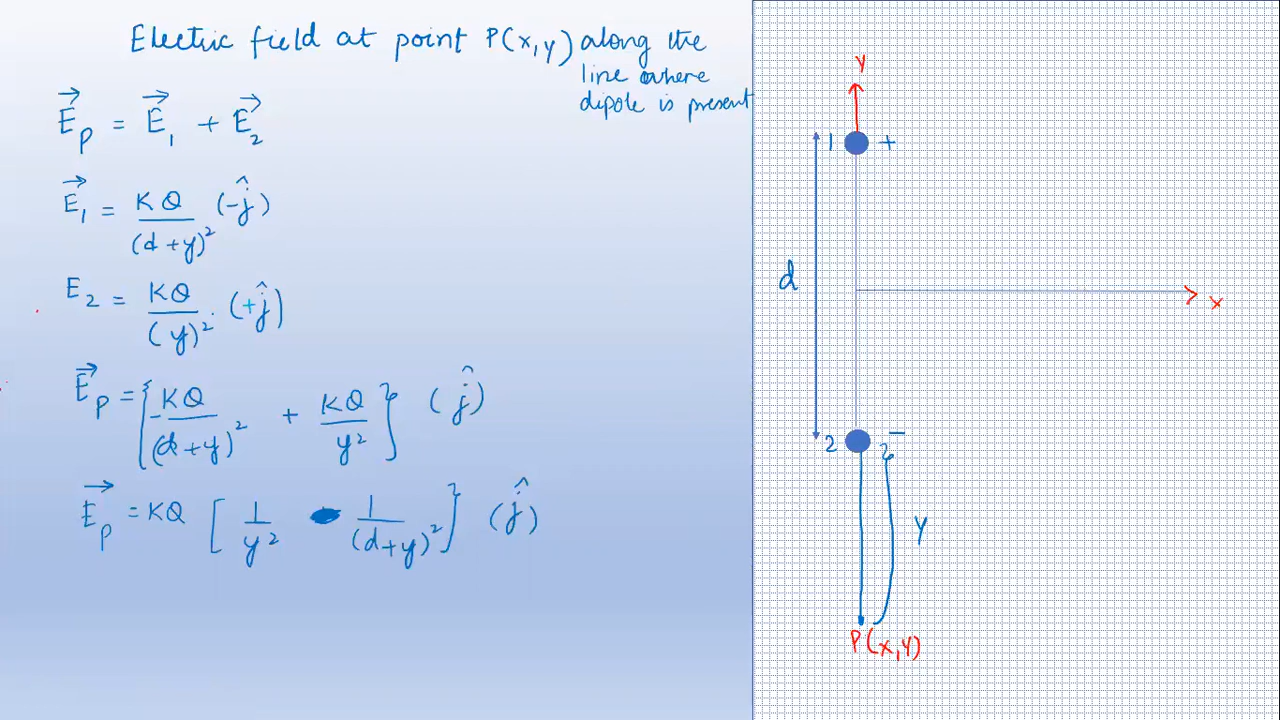 Electric field at point P(x,y) along the
line where
dipole is present
E⃗p = E⃗1 + E⃗2
E⃗1 = KQ/(d+y)² (-ĵ)
E2 = KQ/(y)² (+ĵ)
E⃗p = {-KQ/(d+y)² + KQ/y²} (ĵ)
E⃗p = KQ [1/y² - 1/(d+y)²] (ĵ)
Y
1 +
d
x
2 -
y
P(x,y)